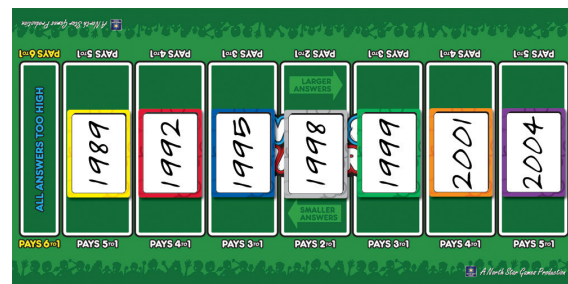 A North Star Games Production
PAYS 6 to 1 PAYS 5 to 1 PAYS 4 to 1 PAYS 3 to 1 PAYS 2 to 1 PAYS 3 to 1 PAYS 4 to 1 PAYS 5 to 1
LARGER
ANSWERS
ALL ANSWERS TOO HIGH
1989
1992
1995
1998
1999
2001
2004
SMALLER
ANSWERS
PAYS 6 to 1 PAYS 5 to 1 PAYS 4 to 1 PAYS 3 to 1 PAYS 2 to 1 PAYS 3 to 1 PAYS 4 to 1 PAYS 5 to 1
A North Star Games Production